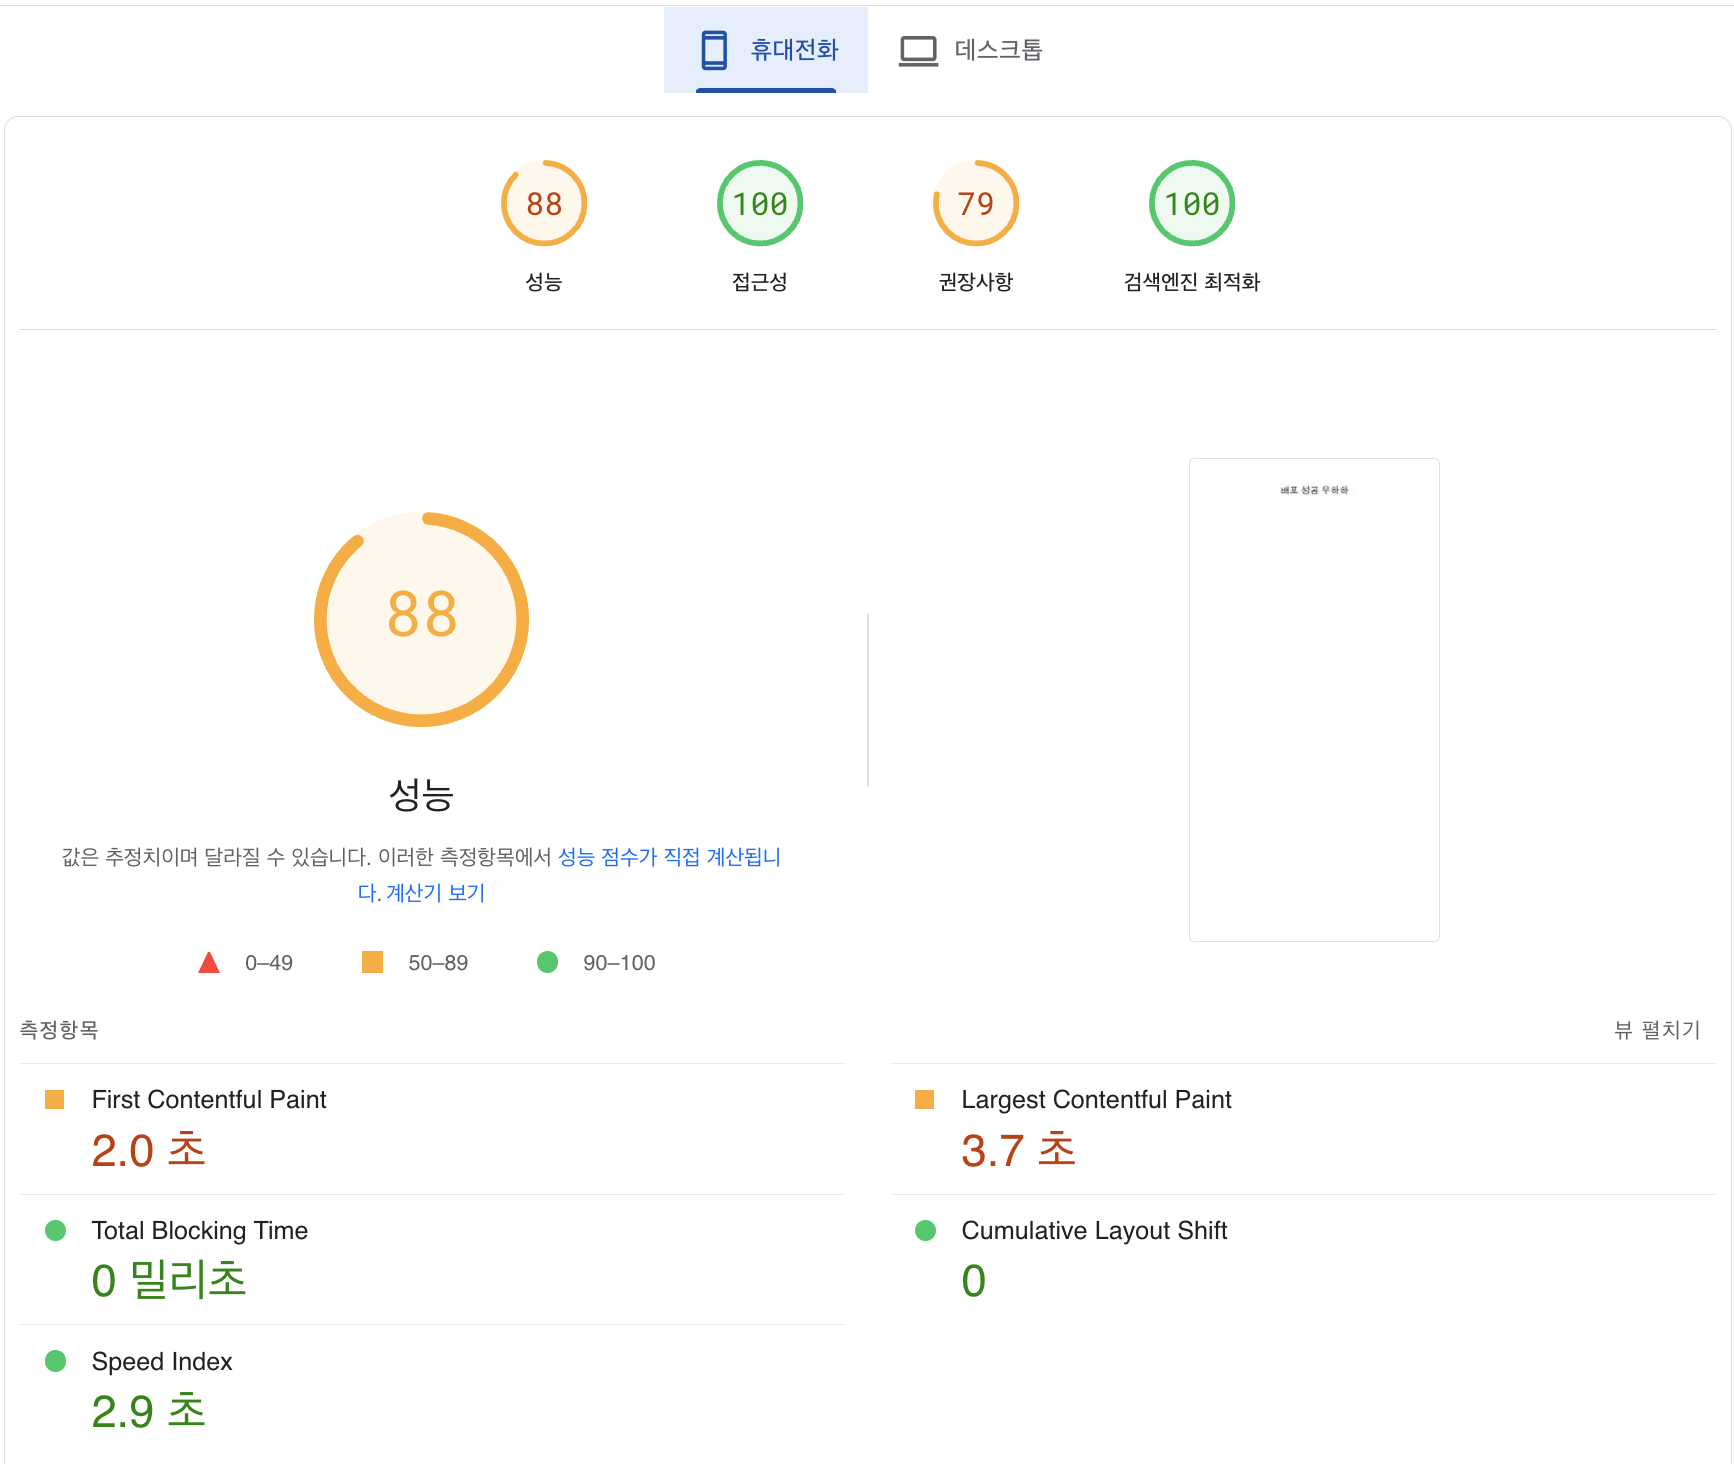 휴대전화
데스크톱
88
100
79
100
성능
접근성
권장사항
검색엔진 최적화
88
성능
값은 추정치이며 달라질 수 있습니다. 이러한 측정항목에서 성능 점수가 직접 계산됩니
다. 계산기 보기
0–49
50–89
90–100
배포 성공 무하하
측정항목
뷰 펼치기
First Contentful Paint
2.0 초
Largest Contentful Paint
3.7 초
Total Blocking Time
0 밀리초
Cumulative Layout Shift
0
Speed Index
2.9 초